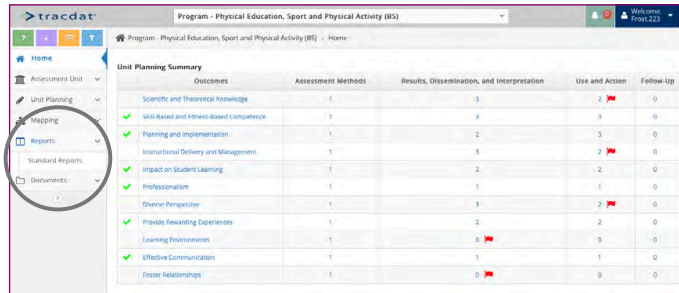 tracdat
Program - Physical Education, Sport and Physical Activity (BS)
0
Welcome,
Frost.223
?
i
T
Program - Physical Education, Sport and Physical Activity (BS) > Home
Home
Assessment Unit
Unit Planning
Mapping
Reports
Standard Reports
Documents
Unit Planning Summary
Outcomes Assessment Methods Results, Dissemination, and Interpretation Use and Action Follow-Up
Scientific and Theoretical Knowledge 1 3 2 0
Skill-Based and Fitness-Based Competence 1 3 3 0
Planning and Implementation 1 2 3 0
Instructional Delivery and Management 1 3 2 0
Impact on Student Learning 1 2 2 0
Professionalism 1 1 1 0
Diverse Perspective 1 3 2 0
Provide Rewarding Experiences 1 2 2 0
Learning Environments 1 0 0 0
Effective Communication 1 1 1 0
Foster Relationships 1 0 0 0